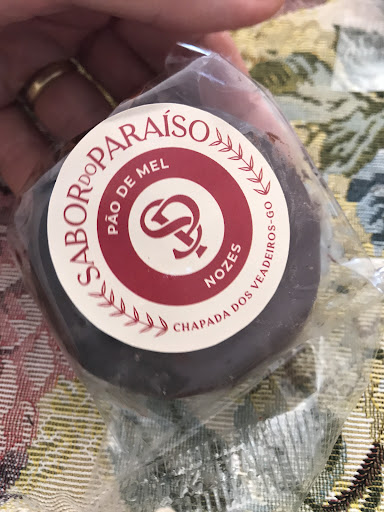 SABOR DO PARAÍSO
PÃO DE MEL
NOZES
CHAPADA DOS VEADEIROS-GO